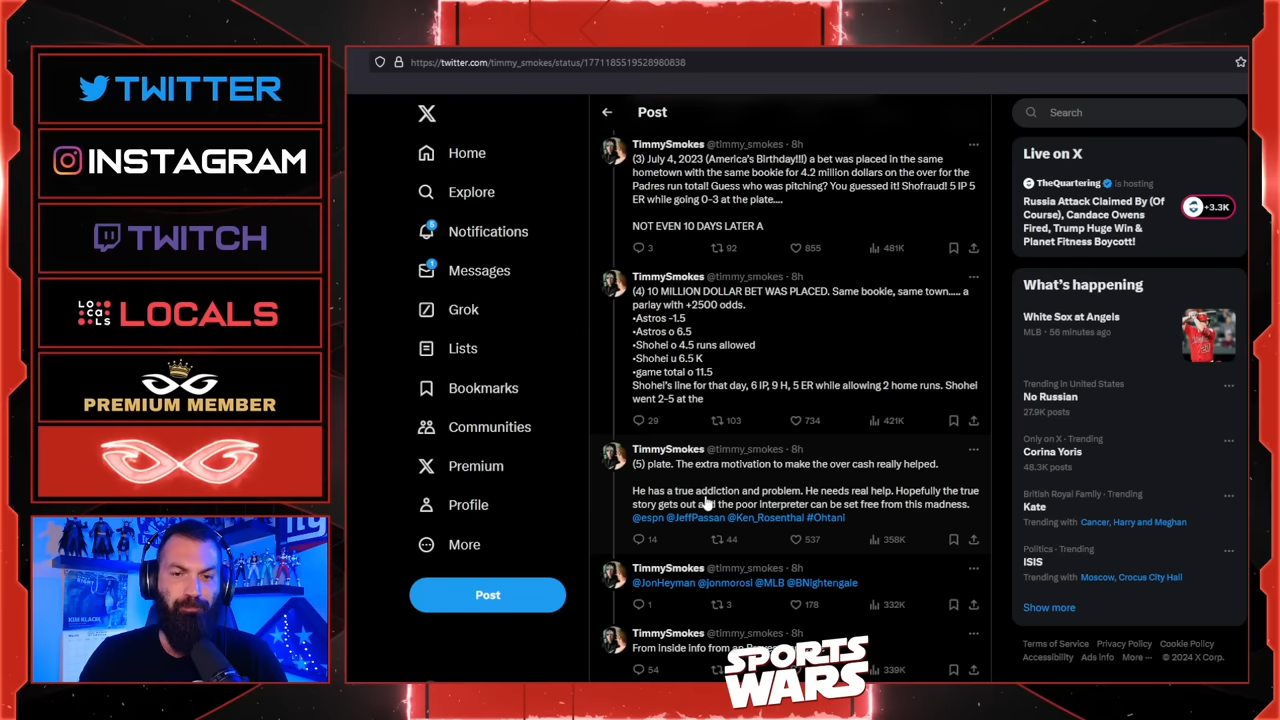 TWITTER
INSTAGRAM
TWITCH
LOCALS LOCALS
PREMIUM MEMBER
https://twitter.com/timmy_smokes/status/1771185519528980838
Home
Explore
5
Notifications
1
Messages
Grok
Lists
Bookmarks
Communities
Premium
Profile
More
Post
Post
TimmySmokes @timmy_smokes · 8h
(3) July 4, 2023 (America's Birthday!!!) a bet was placed in the same
hometown with the same bookie for 4.2 million dollars on the over for the
Padres run total! Guess who was pitching? You guessed it! Shofraud! 5 IP 5
ER while going 0-3 at the plate....
NOT EVEN 10 DAYS LATER A
3 92 855 481K
TimmySmokes @timmy_smokes · 8h
(4) 10 MILLION DOLLAR BET WAS PLACED. Same bookie, same town..... a
parlay with +2500 odds.
•Astros -1.5
•Astros o 6.5
•Shohei o 4.5 runs allowed
•Shohei u 6.5 K
•game total o 11.5
Shohei's line for that day, 6 IP, 9 H, 5 ER while allowing 2 home runs. Shohei
went 2-5 at the
29 103 734 421K
TimmySmokes @timmy_smokes · 8h
(5) plate. The extra motivation to make the over cash really helped.
He has a true addiction and problem. He needs real help. Hopefully the true
story gets out and the poor interpreter can be set free from this madness.
@espn @JeffPassan @Ken_Rosenthal #Ohtani
14 44 537 358K
TimmySmokes @timmy_smokes · 8h
@JonHeyman @jonmorosi @MLB @BNightengale
1 3 178 332K
TimmySmokes @timmy_smokes · 8h
From inside info from
54 339K
SPORTS
WARS
Search
Live on X
TheQuartering is hosting
Russia Attack Claimed By (Of
Course), Candace Owens
Fired, Trump Huge Win &
Planet Fitness Boycott!
+3.3K
What's happening
White Sox at Angels
MLB · 56 minutes ago
Trending in United States
No Russian
27.9K posts
Only on X · Trending
Corina Yoris
48.3K posts
British Royal Family · Trending
Kate
Trending with Cancer, Harry and Meghan
Politics · Trending
ISIS
Trending with Moscow, Crocus City Hall
Show more
Terms of Service Privacy Policy Cookie Policy
Accessibility Ads info More ··· © 2024 X Corp.